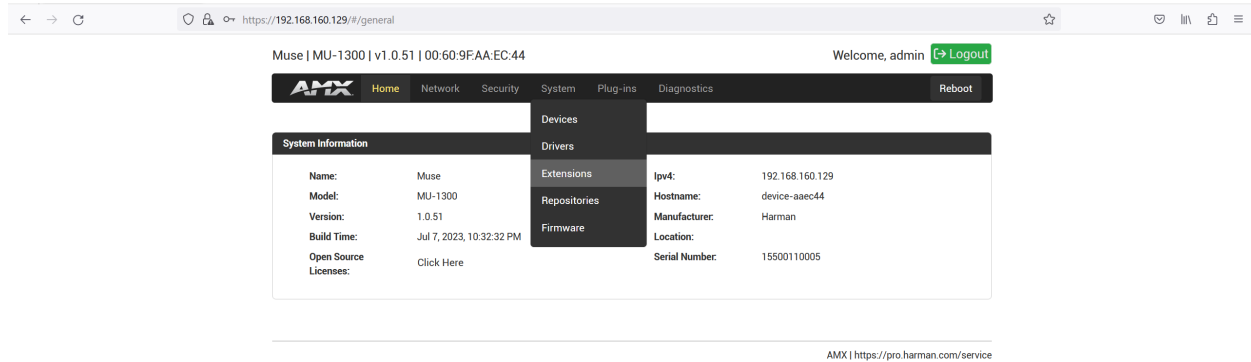 https://192.168.160.129/#/general
Muse | MU-1300 | v1.0.51 | 00:60:9F:AA:EC:44
Welcome, admin Logout
AMX Home Network Security System Plug-ins Diagnostics Reboot
Devices
Drivers
Extensions
Repositories
Firmware
System Information
Name: Muse
Model: MU-1300
Version: 1.0.51
Build Time: Jul 7, 2023, 10:32:32 PM
Open Source Licenses: Click Here
Ipv4: 192.168.160.129
Hostname: device-aaec44
Manufacturer: Harman
Location:
Serial Number: 15500110005
AMX | https://pro.harman.com/service